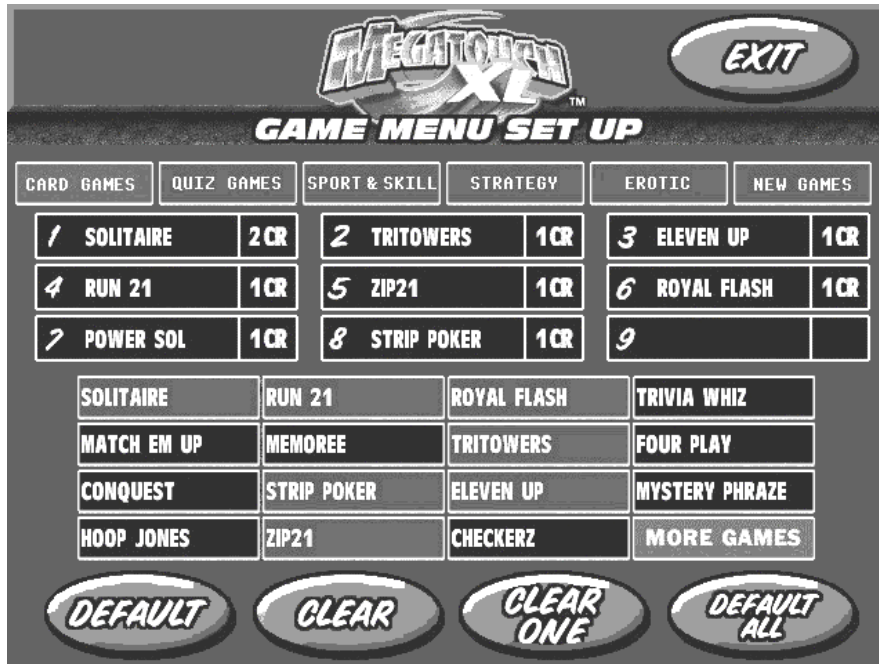 MEGATOUCH
XL™
EXIT
GAME MENU SET UP
CARD GAMES QUIZ GAMES SPORT & SKILL STRATEGY EROTIC NEW GAMES
1 SOLITAIRE 2CR 2 TRITOWERS 1CR 3 ELEVEN UP 1CR
4 RUN 21 1CR 5 ZIP21 1CR 6 ROYAL FLASH 1CR
7 POWER SOL 1CR 8 STRIP POKER 1CR 9
SOLITAIRE RUN 21 ROYAL FLASH TRIVIA WHIZ
MATCH EM UP MEMOREE TRITOWERS FOUR PLAY
CONQUEST STRIP POKER ELEVEN UP MYSTERY PHRAZE
HOOP JONES ZIP21 CHECKERZ MORE GAMES
DEFAULT CLEAR CLEAR ONE DEFAULT ALL